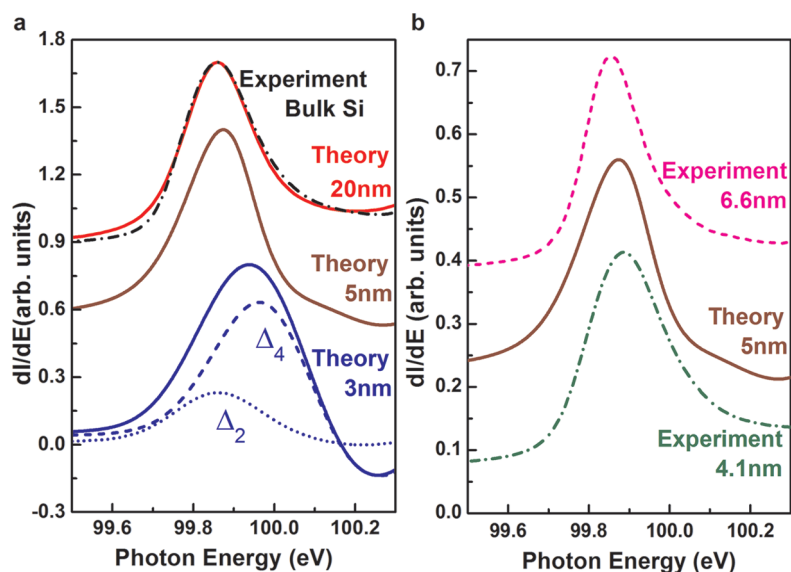 a
1.8
1.5
1.2
0.9
0.6
0.3
0.0
-0.3
dI/dE(arb. units)
Experiment
Bulk Si
Theory
20nm
Theory
5nm
Theory
3nm
Δ4
Δ2
99.6 99.8 100.0 100.2
Photon Energy (eV)
b
0.7
0.6
0.5
0.4
0.3
0.2
0.1
0.0
dI/dE (arb. units)
Experiment
6.6nm
Theory
5nm
Experiment
4.1nm
99.6 99.8 100.0 100.2
Photon Energy (eV)